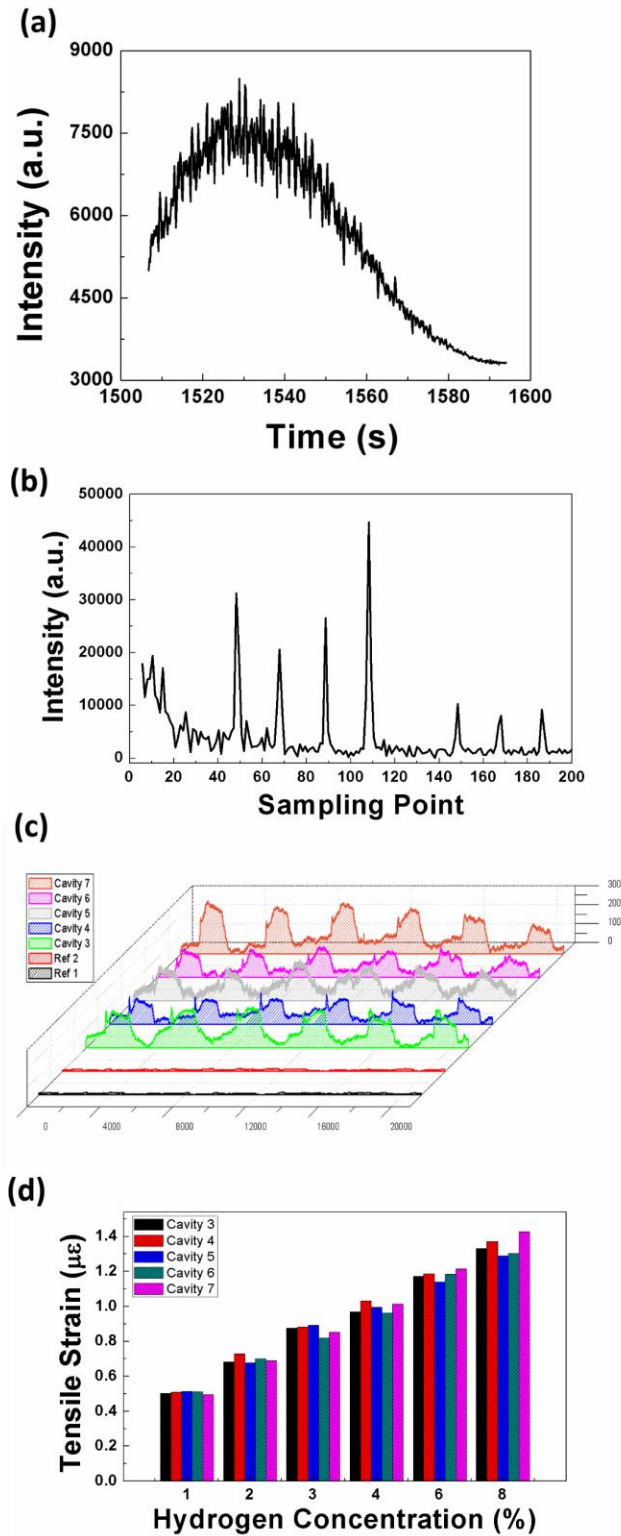 (a)
9000
7500
6000
4500
3000
Intensity (a.u.)
1500 1520 1540 1560 1580 1600
Time (s)
(b)
50000
40000
30000
20000
10000
0
Intensity (a.u.)
0 20 40 60 80 100 120 140 160 180 200
Sampling Point
(c)
Cavity 7
Cavity 6
Cavity 5
Cavity 4
Cavity 3
Ref 2
Ref 1
300
200
100
0
0 4000 8000 12000 16000 20000
(d)
Cavity 3
Cavity 4
Cavity 5
Cavity 6
Cavity 7
1.4
1.2
1.0
0.8
0.6
0.4
0.2
0.0
Tensile Strain (με)
1 2 3 4 6 8
Hydrogen Concentration (%)